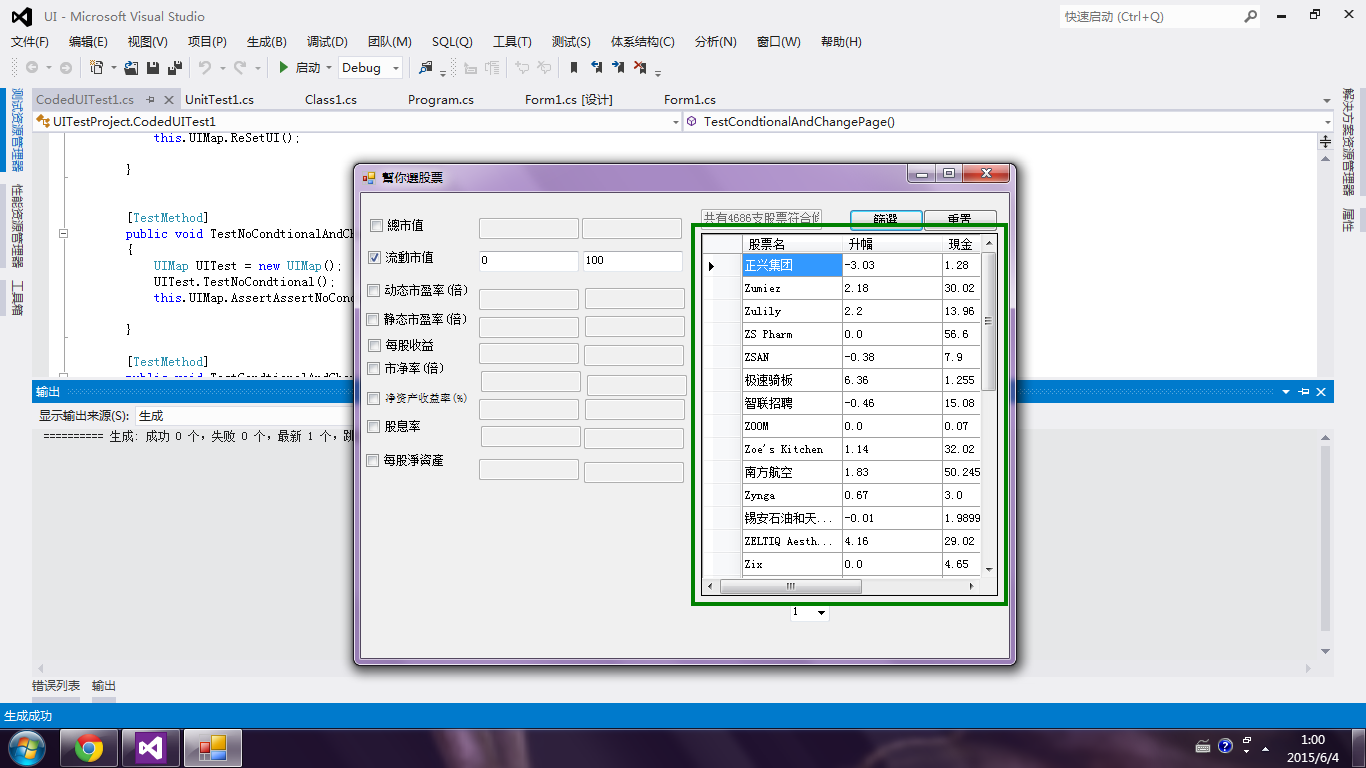 UI - Microsoft Visual Studio
快速启动 (Ctrl+Q)
文件(F) 编辑(E) 视图(V) 项目(P) 生成(B) 调试(D) 团队(M) SQL(Q) 工具(T) 测试(S) 体系结构(C) 分析(N) 窗口(W) 帮助(H)
启动 Debug
CodedUITest1.cs UnitTest1.cs Class1.cs Program.cs Form1.cs [设计] Form1.cs
UITestProject.CodedUITest1 TestCondtionalAndChangePage()
测试资源管理器
性能资源管理器
工具箱
解决方案资源管理器
属性
this.UIMap.ReSetUI();
}
[TestMethod]
public void TestNoCondtionalAndCh
{
UIMap UITest = new UIMap();
UITest.TestNoCondtional();
this.UIMap.AssertAssertNoCond
}
[TestMethod]
public void TestCondtionalAndCha
幫你選股票
總市值
流動市值 0 100
动态市盈率(倍)
静态市盈率(倍)
每股收益
市净率(倍)
净资产收益率(%)
股息率
每股淨資產
共有4686支股票符合條
篩選 重置
股票名 升幅 現金
正兴集团 -3.03 1.28
Zumiez 2.18 30.02
Zulily 2.2 13.96
ZS Pharm 0.0 56.6
ZSAN -0.38 7.9
极速骑板 6.36 1.255
智联招聘 -0.46 15.08
ZOOM 0.0 0.07
Zoe's Kitchen 1.14 32.02
南方航空 1.83 50.245
Zynga 0.67 3.0
锡安石油和天... -0.01 1.9899
ZELTIQ Aesth... 4.16 29.02
Zix 0.0 4.65
1
输出
显示输出来源(S): 生成
========== 生成: 成功 0 个，失败 0 个，最新 1 个，跳
错误列表 输出
生成成功
1:00
2015/6/4